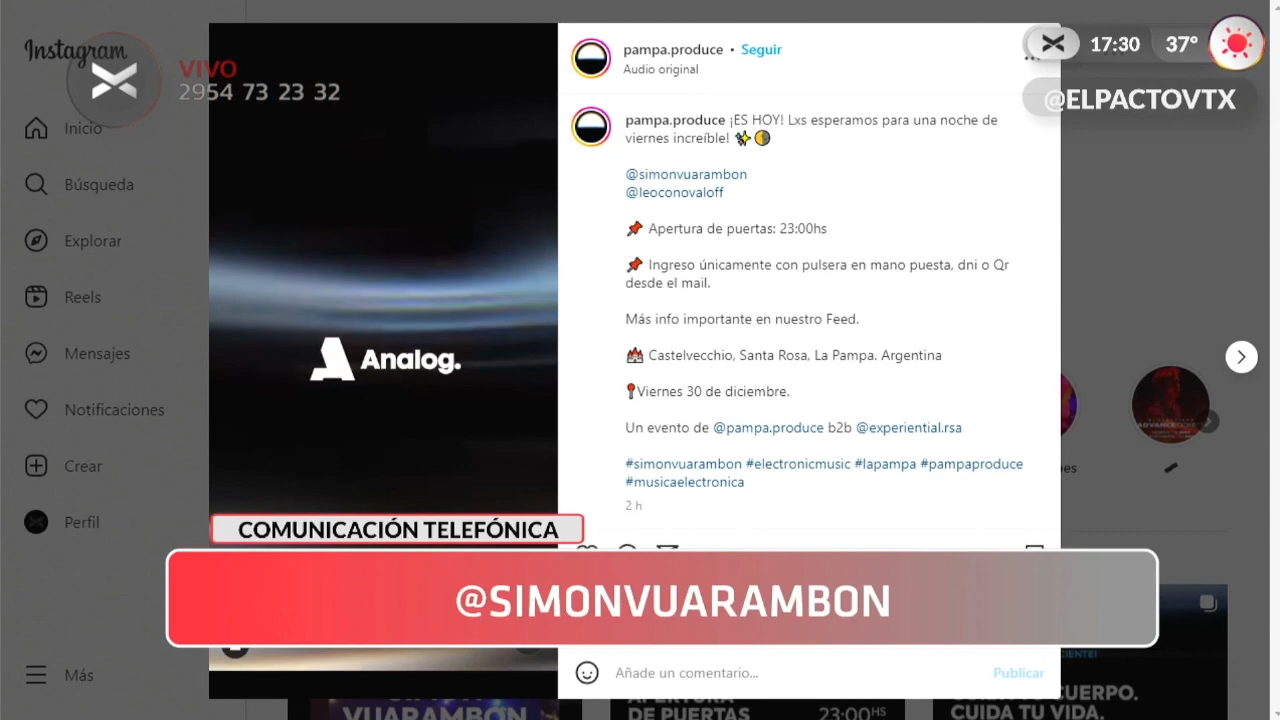 Instagram
VIVO
2954 73 23 32
Inicio
Búsqueda
Explorar
Reels
Mensajes
Notificaciones
Crear
Perfil
Más
Analog.
pampa.produce • Seguir
Audio original
pampa.produce ¡ES HOY! Lxs esperamos para una noche de
viernes increíble! ✨🌗
@simonvuarambon
@leoconovaloff
📌 Apertura de puertas: 23:00hs
📌 Ingreso únicamente con pulsera en mano puesta, dni o Qr
desde el mail.
Más info importante en nuestro Feed.
🏰 Castelvecchio, Santa Rosa, La Pampa. Argentina
📍Viernes 30 de diciembre.
Un evento de @pampa.produce b2b @experiential.rsa
#simonvuarambon #electronicmusic #lapampa #pampaproduce
#musicaelectronica
2 h
17:30 37°
@ELPACTOVTX
COMUNICACIÓN TELEFÓNICA
@SIMONVUARAMBON
Añade un comentario... Publicar
VUARAMBON
APERTURA
DE PUERTAS 23:00HS
CUERPO.
CUIDA TU VIDA.